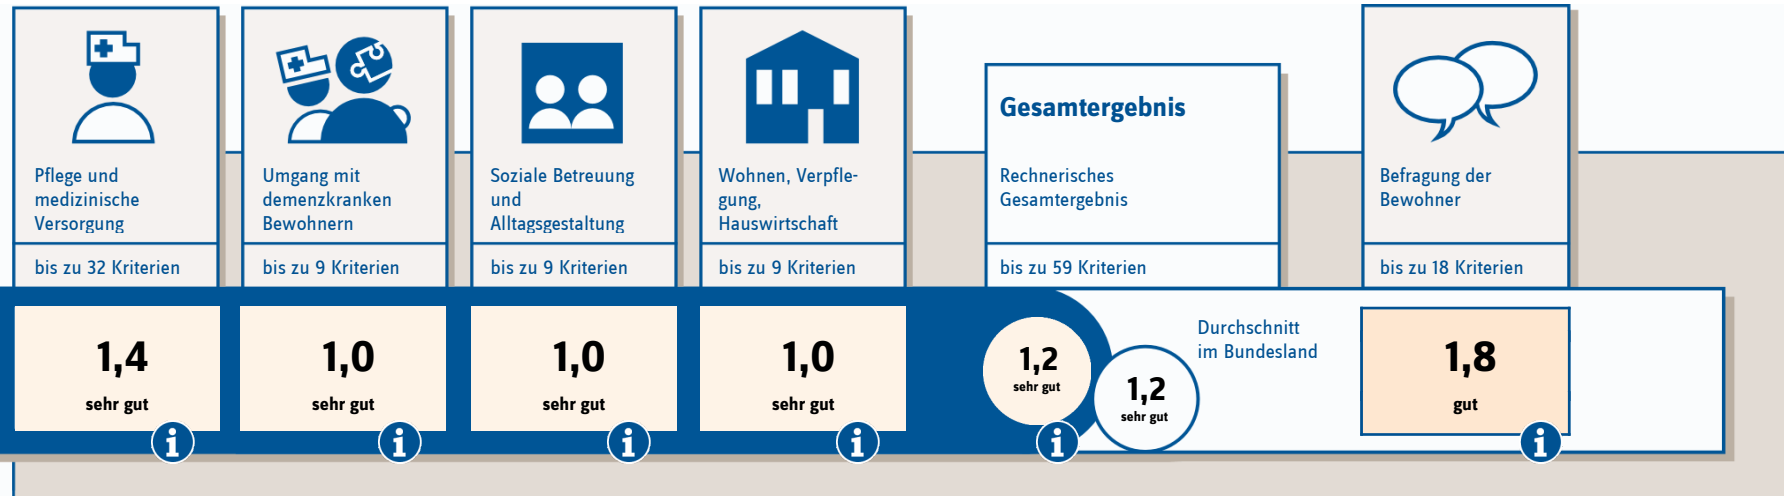 Pflege und
medizinische
Versorgung
bis zu 32 Kriterien
1,4
sehr gut
Umgang mit
demenzkranken
Bewohnern
bis zu 9 Kriterien
1,0
sehr gut
Soziale Betreuung
und
Alltagsgestaltung
bis zu 9 Kriterien
1,0
sehr gut
Wohnen, Verpfle-
gung,
Hauswirtschaft
bis zu 9 Kriterien
1,0
sehr gut
Gesamtergebnis
Rechnerisches
Gesamtergebnis
bis zu 59 Kriterien
1,2
sehr gut
1,2
sehr gut
Durchschnitt
im Bundesland
Befragung der
Bewohner
bis zu 18 Kriterien
1,8
gut